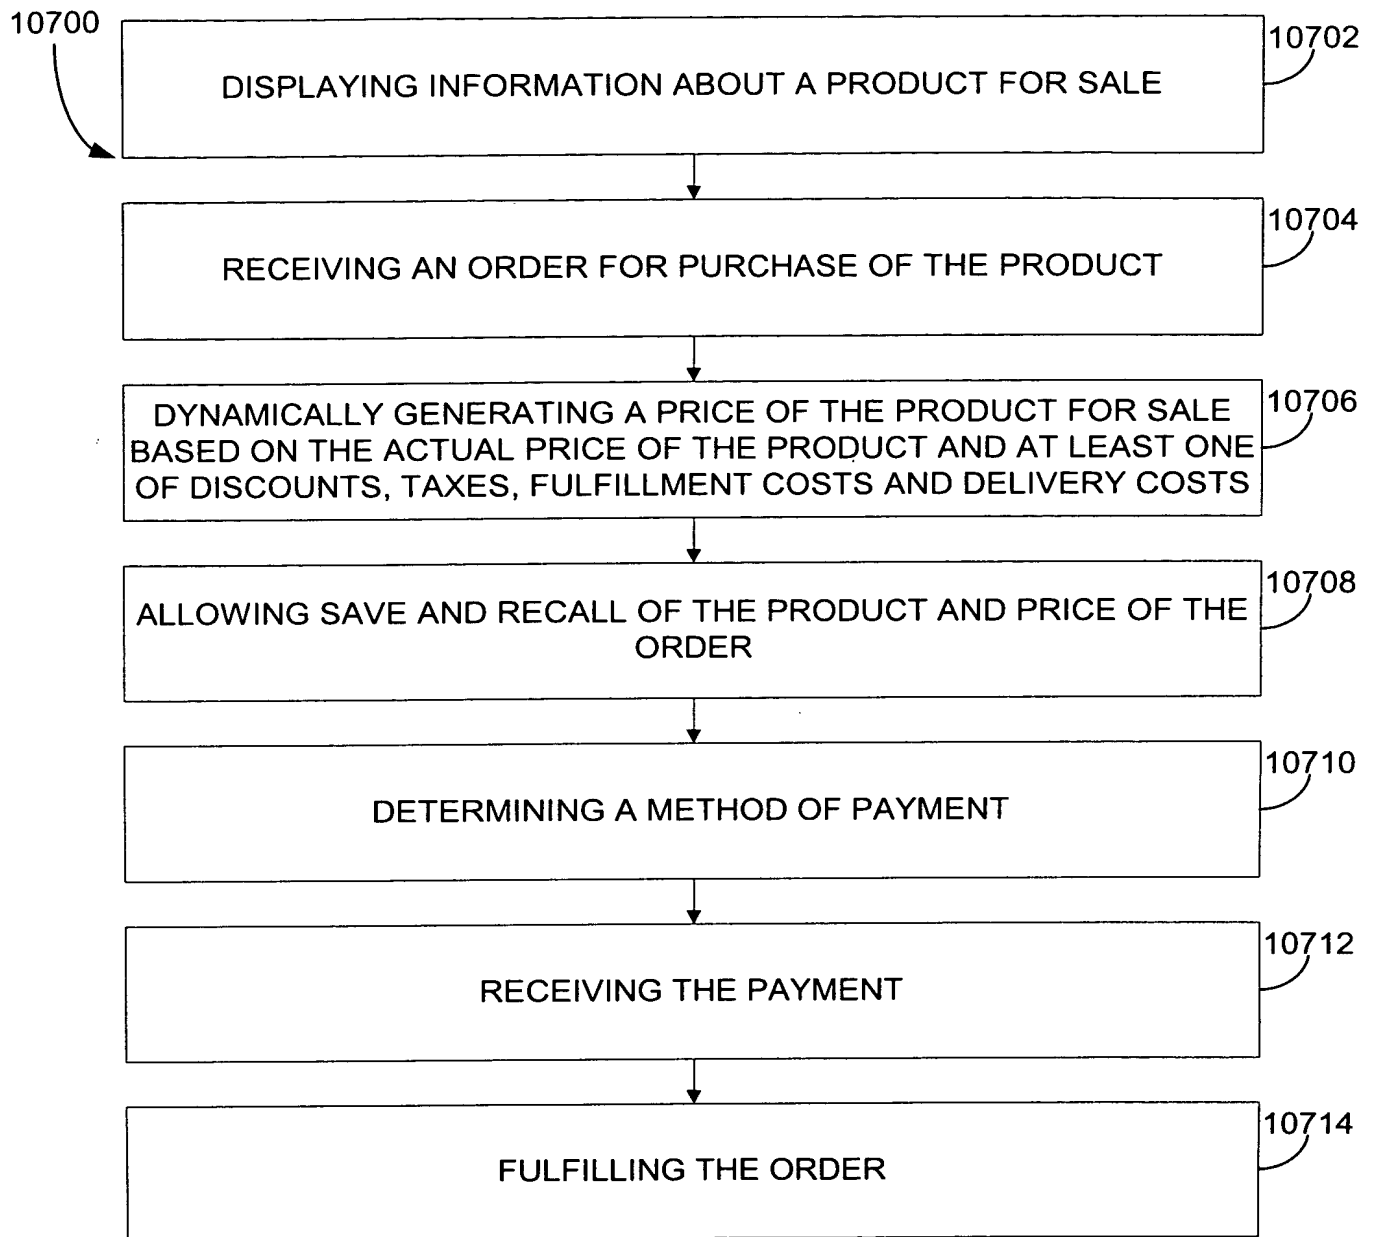 10700
10702
DISPLAYING INFORMATION ABOUT A PRODUCT FOR SALE
10704
RECEIVING AN ORDER FOR PURCHASE OF THE PRODUCT
10706
DYNAMICALLY GENERATING A PRICE OF THE PRODUCT FOR SALE
BASED ON THE ACTUAL PRICE OF THE PRODUCT AND AT LEAST ONE
OF DISCOUNTS, TAXES, FULFILLMENT COSTS AND DELIVERY COSTS
10708
ALLOWING SAVE AND RECALL OF THE PRODUCT AND PRICE OF THE
ORDER
10710
DETERMINING A METHOD OF PAYMENT
10712
RECEIVING THE PAYMENT
10714
FULFILLING THE ORDER